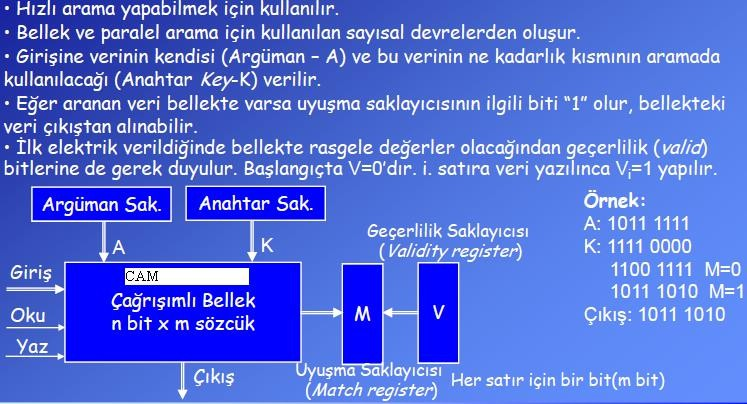 • Hızlı arama yapabilmek için kullanılır.
• Bellek ve paralel arama için kullanılan sayısal devrelerden oluşur.
• Girişine verinin kendisi (Argüman – A) ve bu verinin ne kadarlık kısmının aramada
kullanılacağı (Anahtar Key-K) verilir.
• Eğer aranan veri bellekte varsa uyuşma saklayıcısının ilgili biti “1” olur, bellekteki
veri çıkıştan alınabilir.
• İlk elektrik verildiğinde bellekte rasgele değerler olacağından geçerlilik (valid)
bitlerine de gerek duyulur. Başlangıçta V=0’dır. i. satıra veri yazılınca Vi=1 yapılır.
Argüman Sak.
Anahtar Sak.
A
K
Geçerlilik Saklayıcısı
(Validity register)
Giriş
Oku
Yaz
CAM
Çağrışımlı Bellek
n bit x m sözcük
M
V
Çıkış
Uyuşma Saklayıcısı
(Match register)
Her satır için bir bit(m bit)
Örnek:
A: 1011 1111
K: 1111 0000
1100 1111 M=0
1011 1010 M=1
Çıkış: 1011 1010